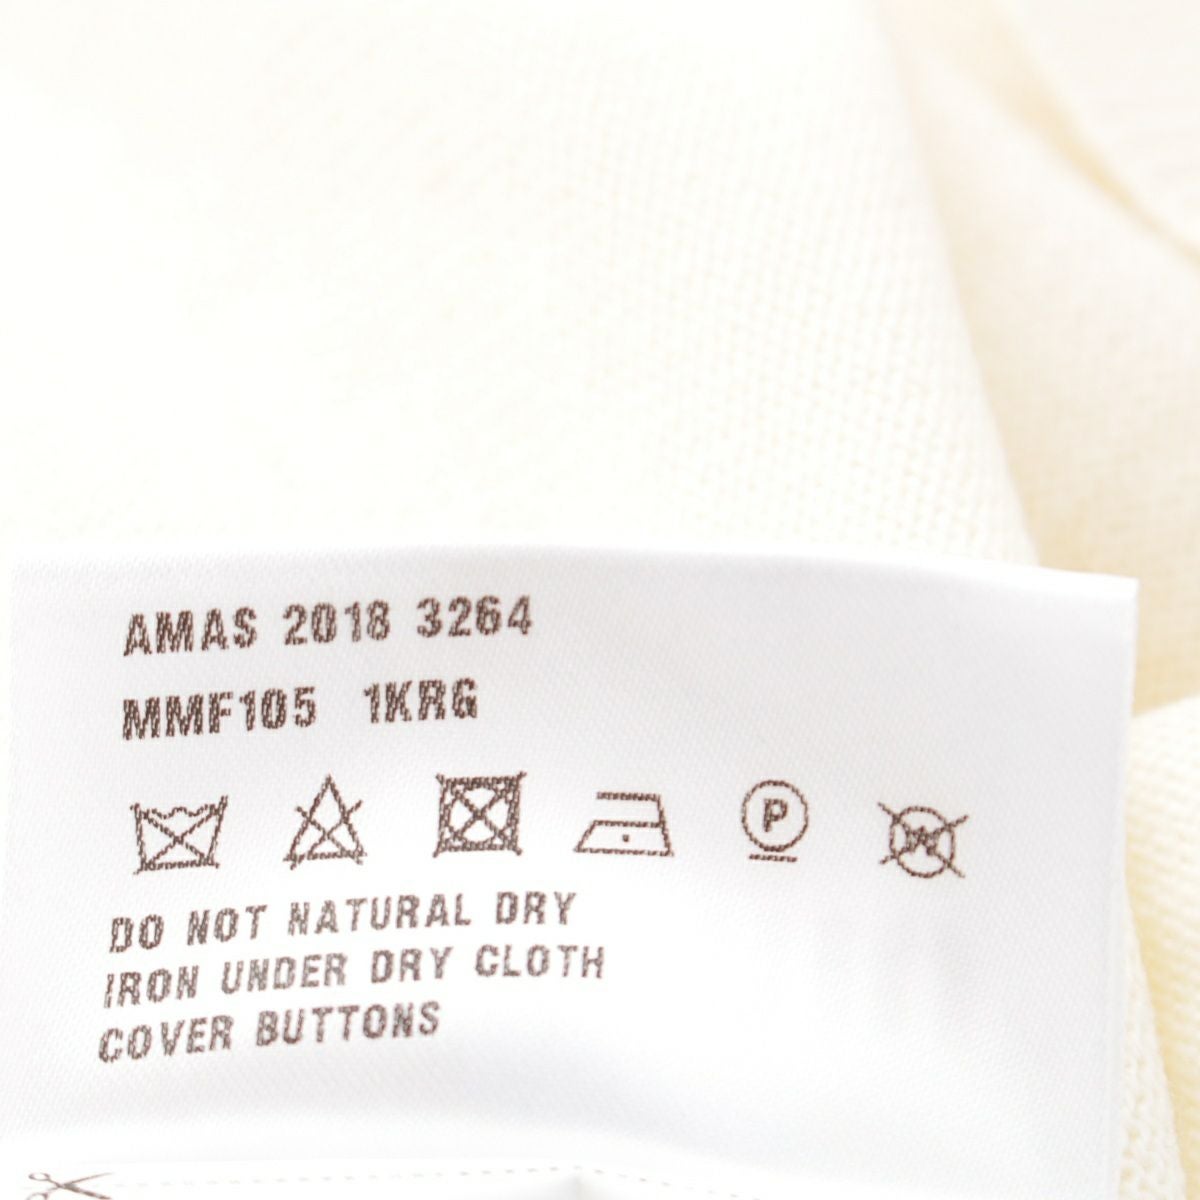 AMAS 2018 3264
MMF105 1KRG
P W
DO NOT NATURAL DRY
IRON UNDER DRY CLOTH
COVER BUTTONS